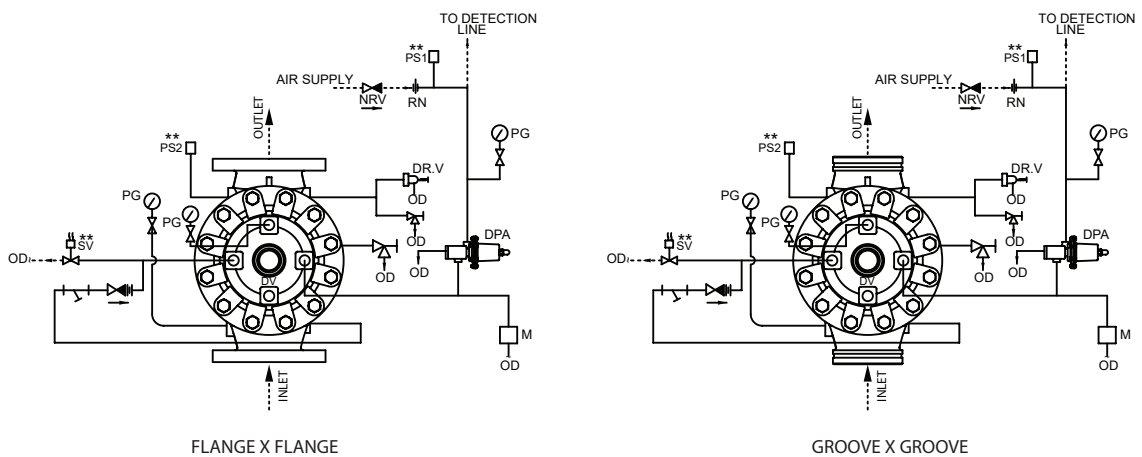 TO DETECTION
LINE
**
PS1
AIR SUPPLY
NRV
RN
OUTLET
PG
**
PS2
DR.V
OD
PG
PG
OD
**
SV
OD
DPA
OD
OD
DV
M
OD
INLET
FLANGE X FLANGE
TO DETECTION
LINE
**
PS1
AIR SUPPLY
NRV
RN
OUTLET
PG
**
PS2
DR.V
OD
PG
PG
OD
**
SV
OD
DPA
OD
OD
DV
M
OD
INLET
GROOVE X GROOVE